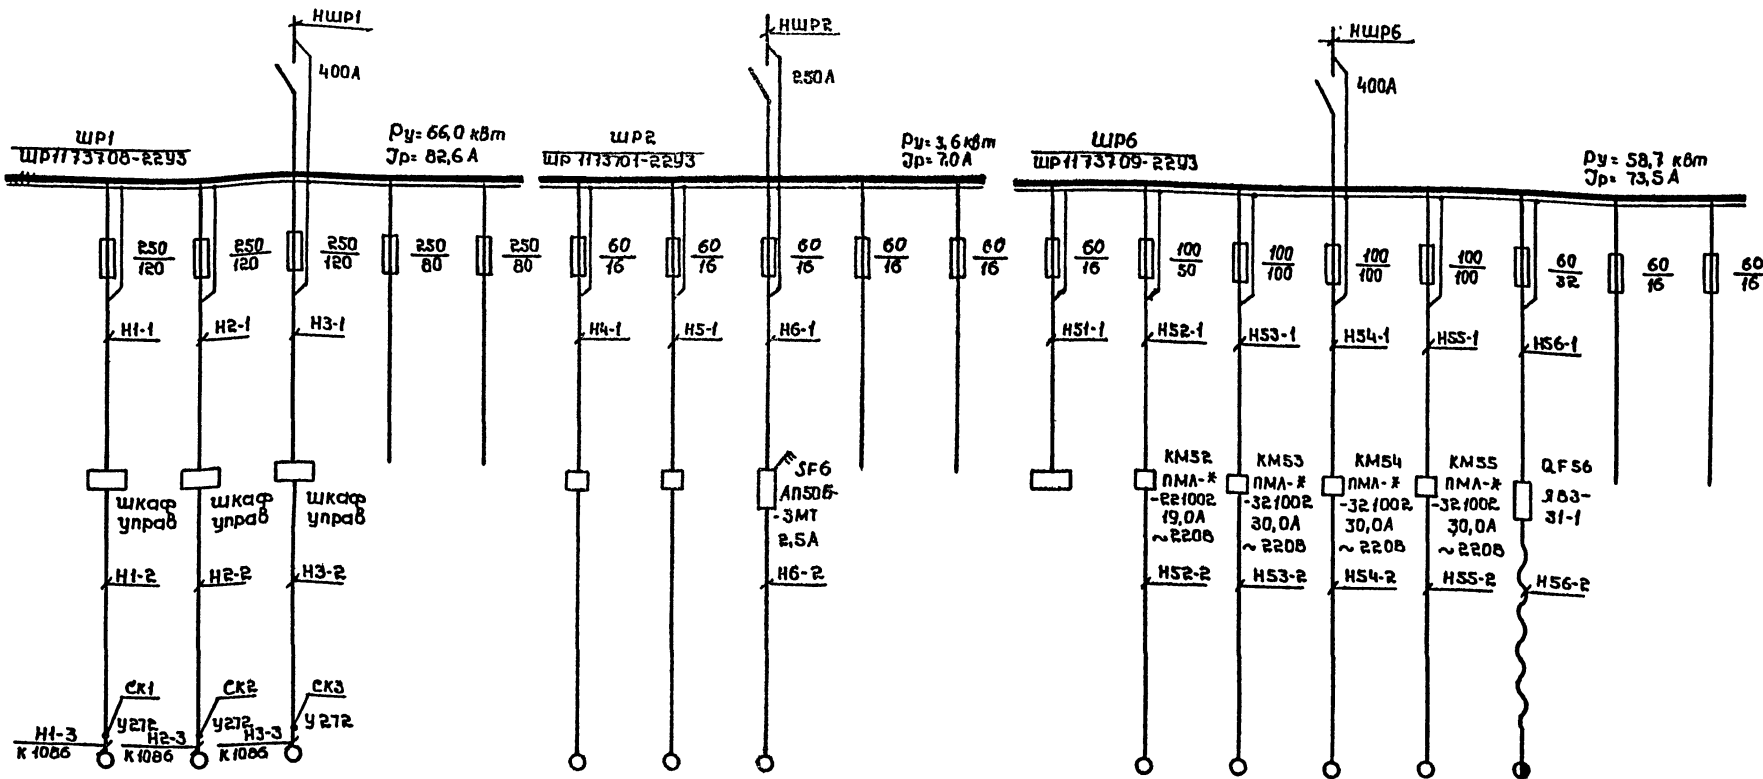 НШР1
400А
ШР1
ШР1173708-22У3
Ру= 66,0 кВт
Jр= 82,6 А
250
120
250
120
250
120
250
80
250
80
Н1-1
Н2-1
Н3-1
Шкаф
управ
Шкаф
управ
Шкаф
управ
Н1-2
Н2-2
Н3-2
СК1
У272
СК2
У272
СК3
У272
Н1-3
К1086
Н2-3
К1086
Н3-3
К1086
НШР2
250А
ШР2
ШР 1173701-22У3
Ру= 3,6 кВт
Jр= 7,0 А
60
16
60
16
60
16
60
16
60
16
Н4-1
Н5-1
Н6-1
SF6
АП50Б-
-3МТ
2,5А
Н6-2
НШР6
400А
ШР6
ШР1173709-22У3
Ру= 58,7 кВт
Jр= 73,5 А
60
16
100
50
100
100
100
100
100
100
60
32
60
16
60
16
Н51-1
Н52-1
Н53-1
Н54-1
Н55-1
Н56-1
КМ52
ПМЛ-*
-221002
19,0А
~220В
КМ53
ПМЛ-*
-321002
30,0А
~220В
КМ54
ПМЛ-*
-321002
30,0А
~220В
КМ55
ПМЛ-*
-321002
30,0А
~220В
QF56
ЯВЗ-
31-1
Н52-2
Н53-2
Н54-2
Н55-2
Н56-2